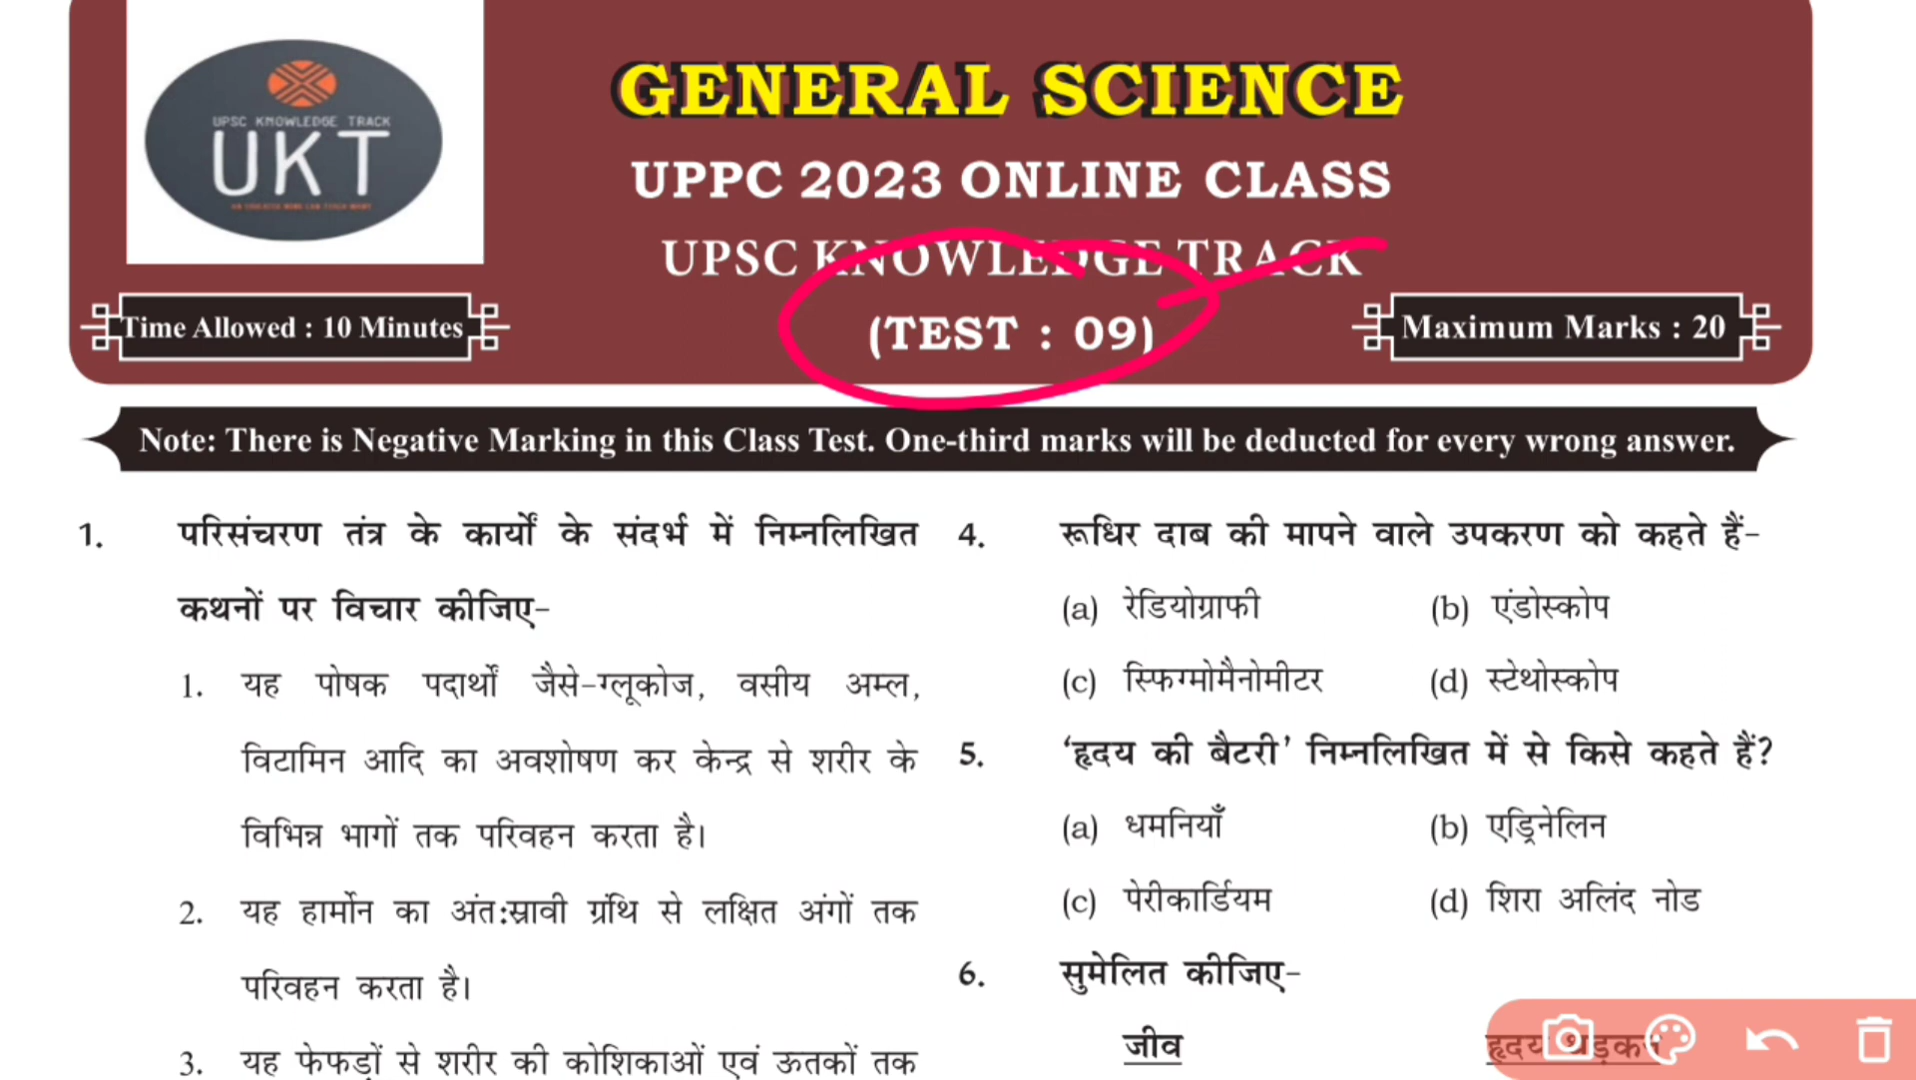 UPSC KNOWLEDGE TRACK
UKT
GENERAL SCIENCE
UPPC 2023 ONLINE CLASS
UPSC KNOWLEDGE TRACK
(TEST : 09)
Time Allowed : 10 Minutes
Maximum Marks : 20
Note: There is Negative Marking in this Class Test. One-third marks will be deducted for every wrong answer.
1. परिसंचरण तंत्र के कार्यों के संदर्भ में निम्नलिखित
कथनों पर विचार कीजिए-
1. यह पोषक पदार्थों जैसे-ग्लूकोज, वसीय अम्ल,
विटामिन आदि का अवशोषण कर केन्द्र से शरीर के
विभिन्न भागों तक परिवहन करता है।
2. यह हार्मोन का अंत:स्रावी ग्रंथि से लक्षित अंगों तक
परिवहन करता है।
3. यह फेफड़ों से शरीर की कोशिकाओं एवं ऊतकों तक
4. रूधिर दाब की मापने वाले उपकरण को कहते हैं-
(a) रेडियोग्राफी (b) एंडोस्कोप
(c) स्फिग्मोमैनोमीटर (d) स्टेथोस्कोप
5. ‘हृदय की बैटरी’ निम्नलिखित में से किसे कहते हैं?
(a) धमनियाँ (b) एड्रिनेलिन
(c) पेरीकार्डियम (d) शिरा अलिंद नोड
6. सुमेलित कीजिए-
जीव हृदय धड़कन